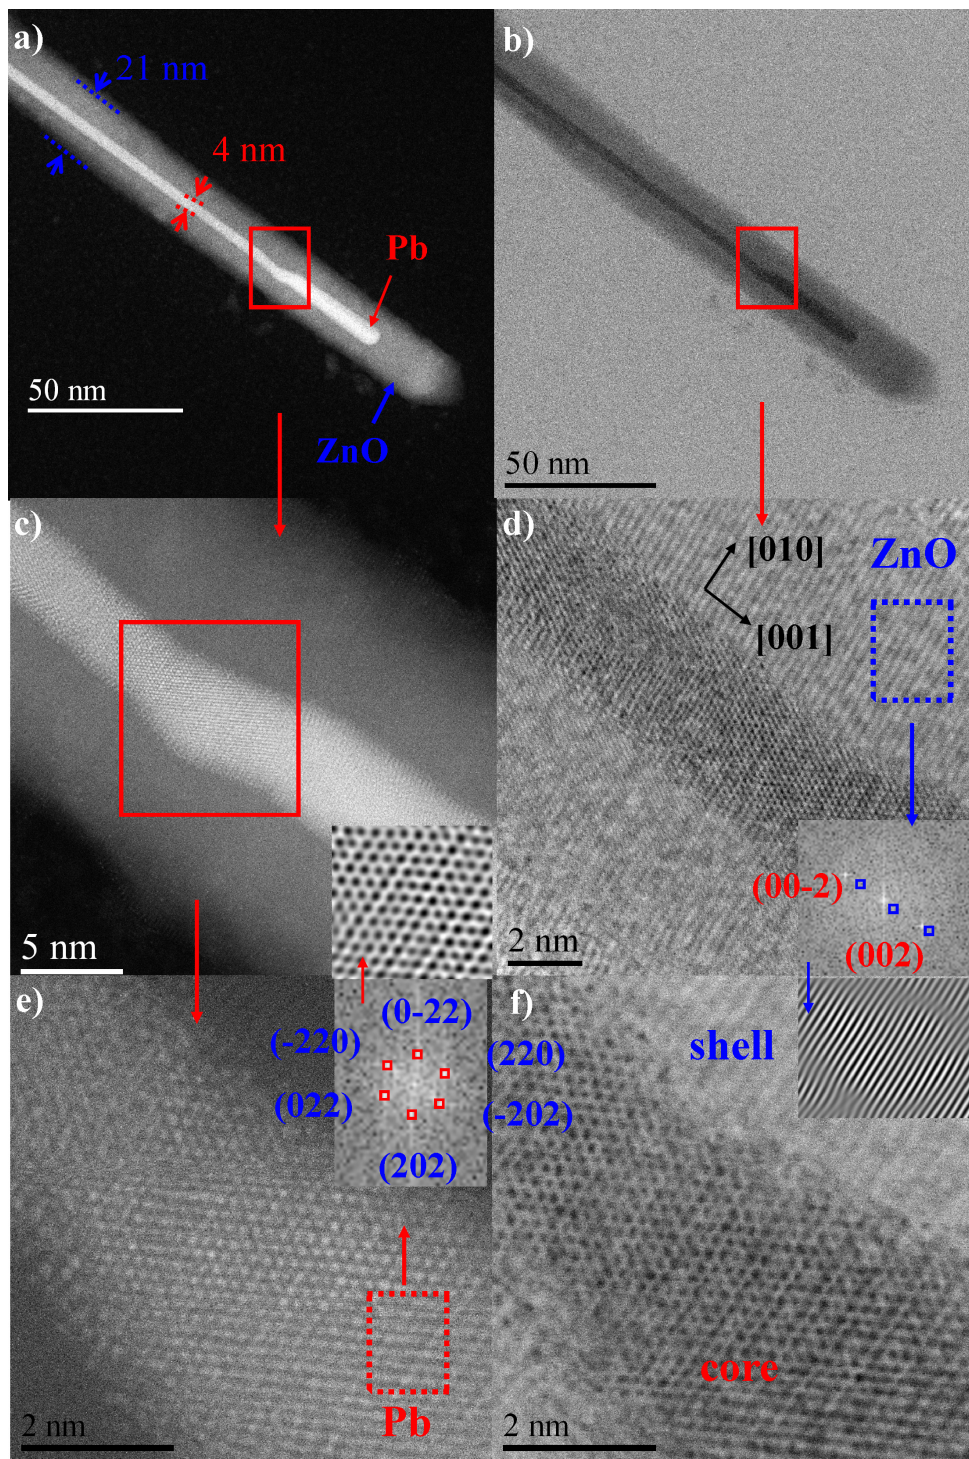 a)
21 nm
4 nm
Pb
50 nm
ZnO
b)
50 nm
c)
5 nm
d)
[010]
[001]
ZnO
(00-2)
(002)
2 nm
e)
(0-22)
(-220)
(220)
(022)
(-202)
(202)
Pb
2 nm
f)
shell
core
2 nm